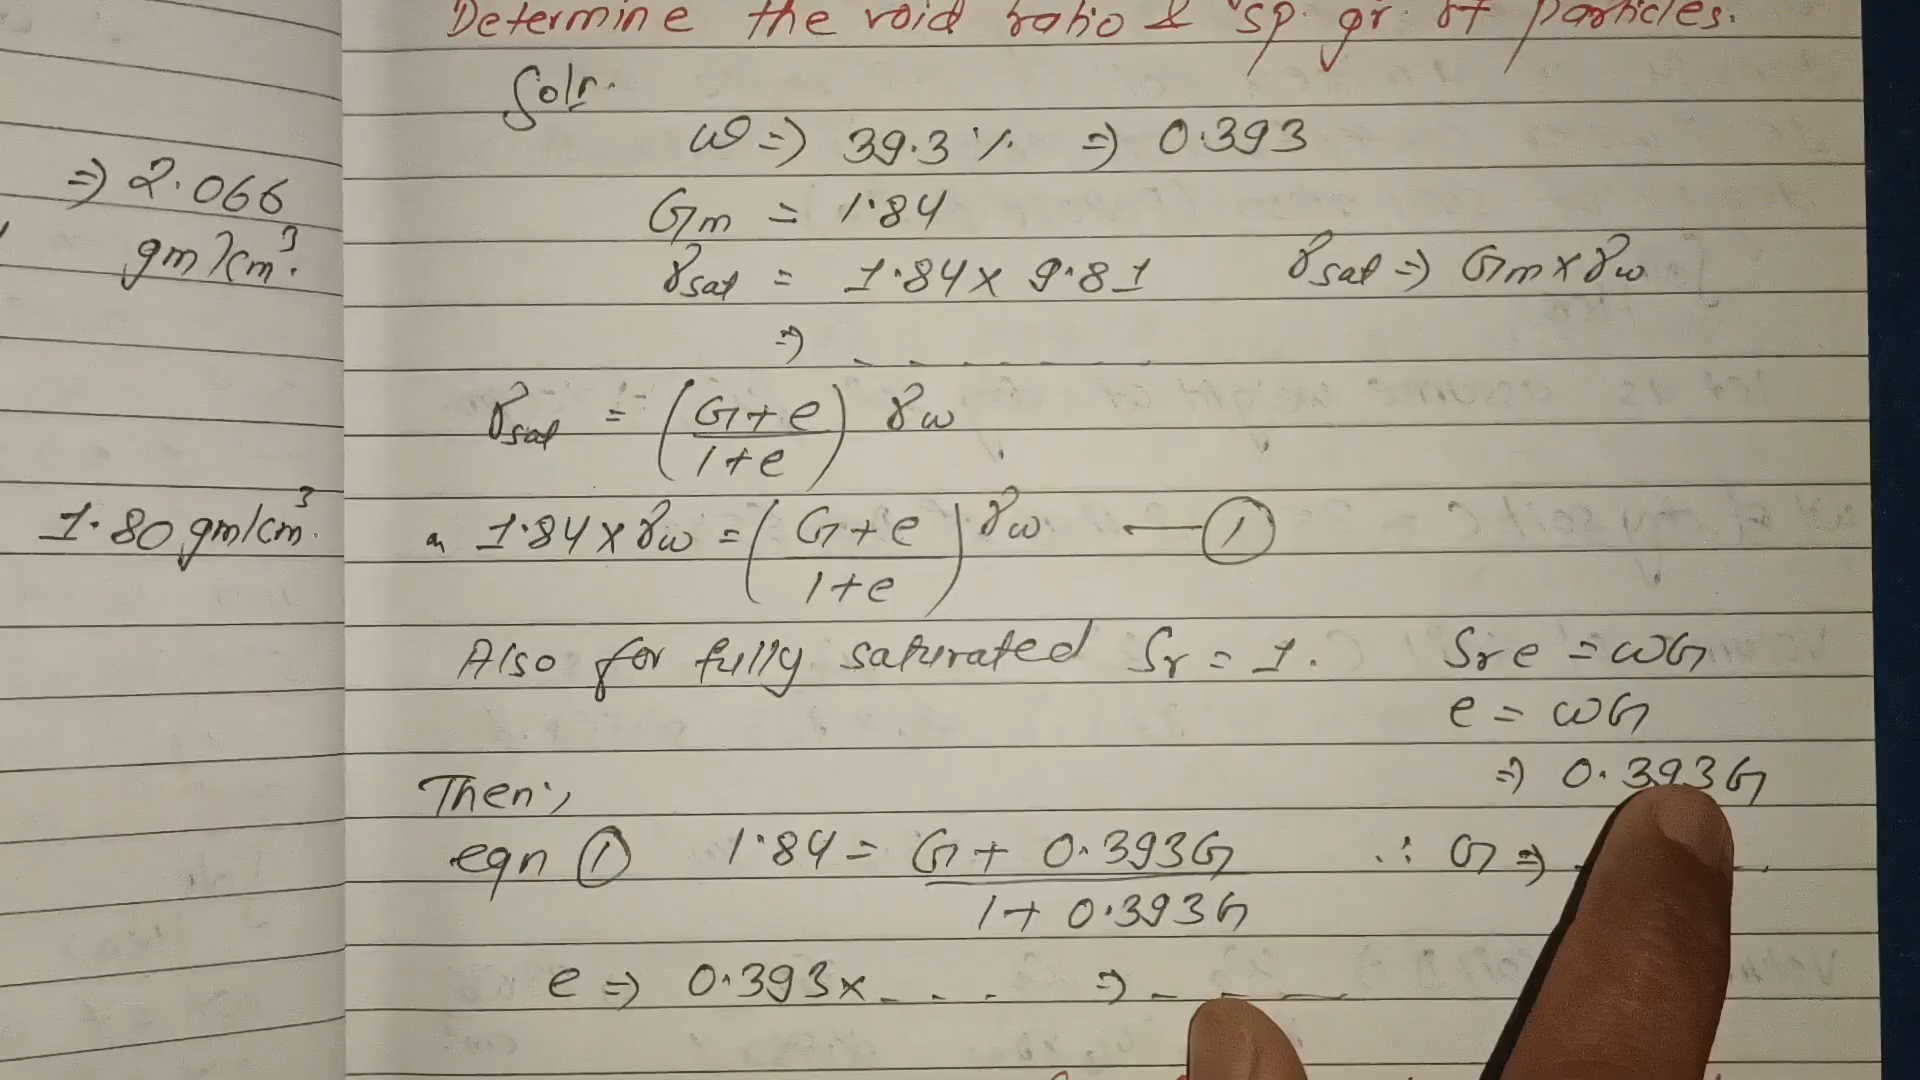 Determine the void ratio & sp. gr. of particles.
Soln.
w => 39.3 % => 0.393
=> 2.066
gm/cm³.
Gm = 1.84
γsat = 1.84 x 9.81 γsat => Gm x γw
=> - - - - - -
γsat = (G+e / 1+e) γw
1.80 gm/cm³.
1.84 x γw = (G+e / 1+e) γw — ①
Also for fully saturated Sr = 1. Sr e = wG
e = wG
=> 0.393G
Then;,
eqn ① 1.84 = G + 0.393G / 1 + 0.393G ∴ G =>
e => 0.393 x - - - - => - - - -